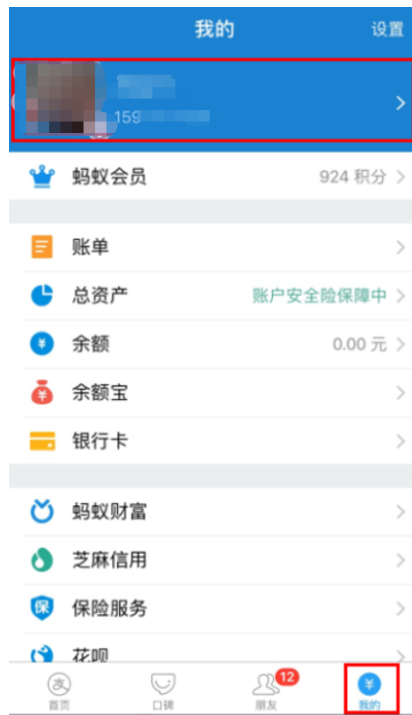 我的 设置
159
蚂蚁会员 924 积分
账单
总资产 账户安全险保障中
余额 0.00 元
余额宝
银行卡
蚂蚁财富
芝麻信用
保险服务
花呗
12
首页 口碑 朋友 我的